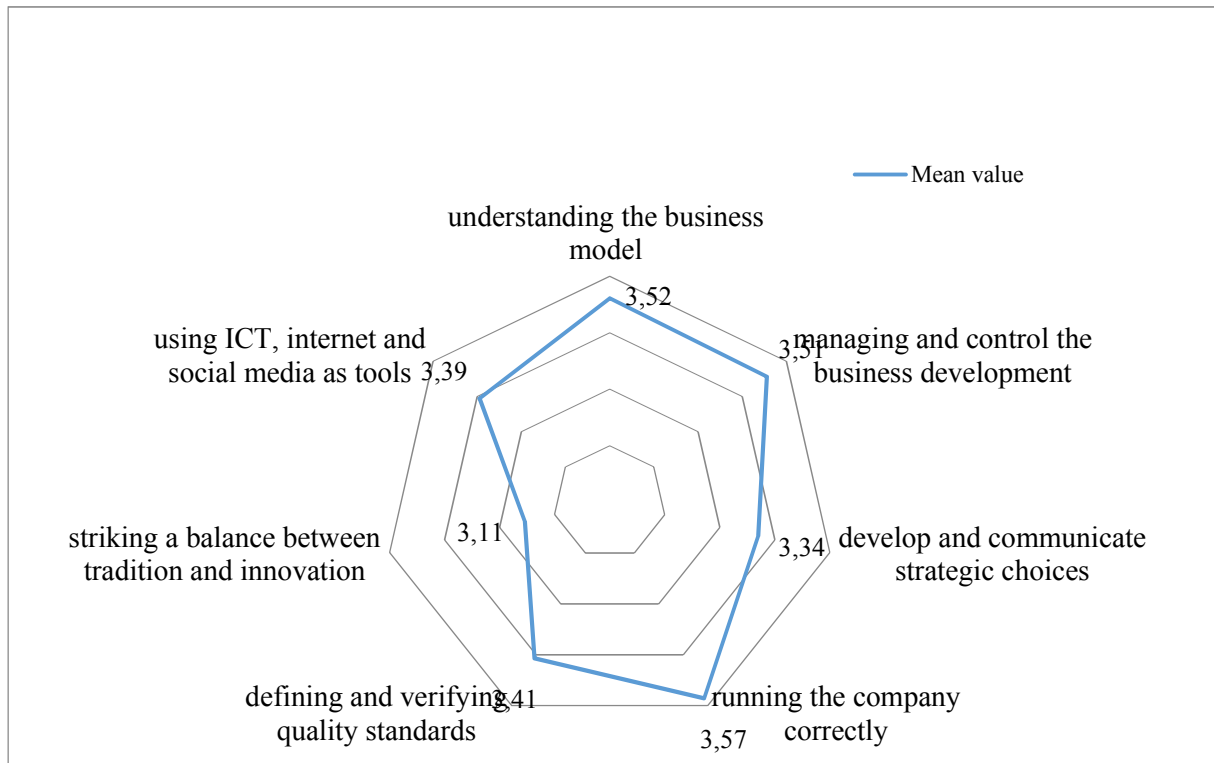 Mean value
understanding the business
model
3,52
managing and control the
business development
3,51
using ICT, internet and
social media as tools
3,39
striking a balance between
tradition and innovation
3,11
develop and communicate
strategic choices
3,34
defining and verifying
quality standards
3,41
running the company
correctly
3,57